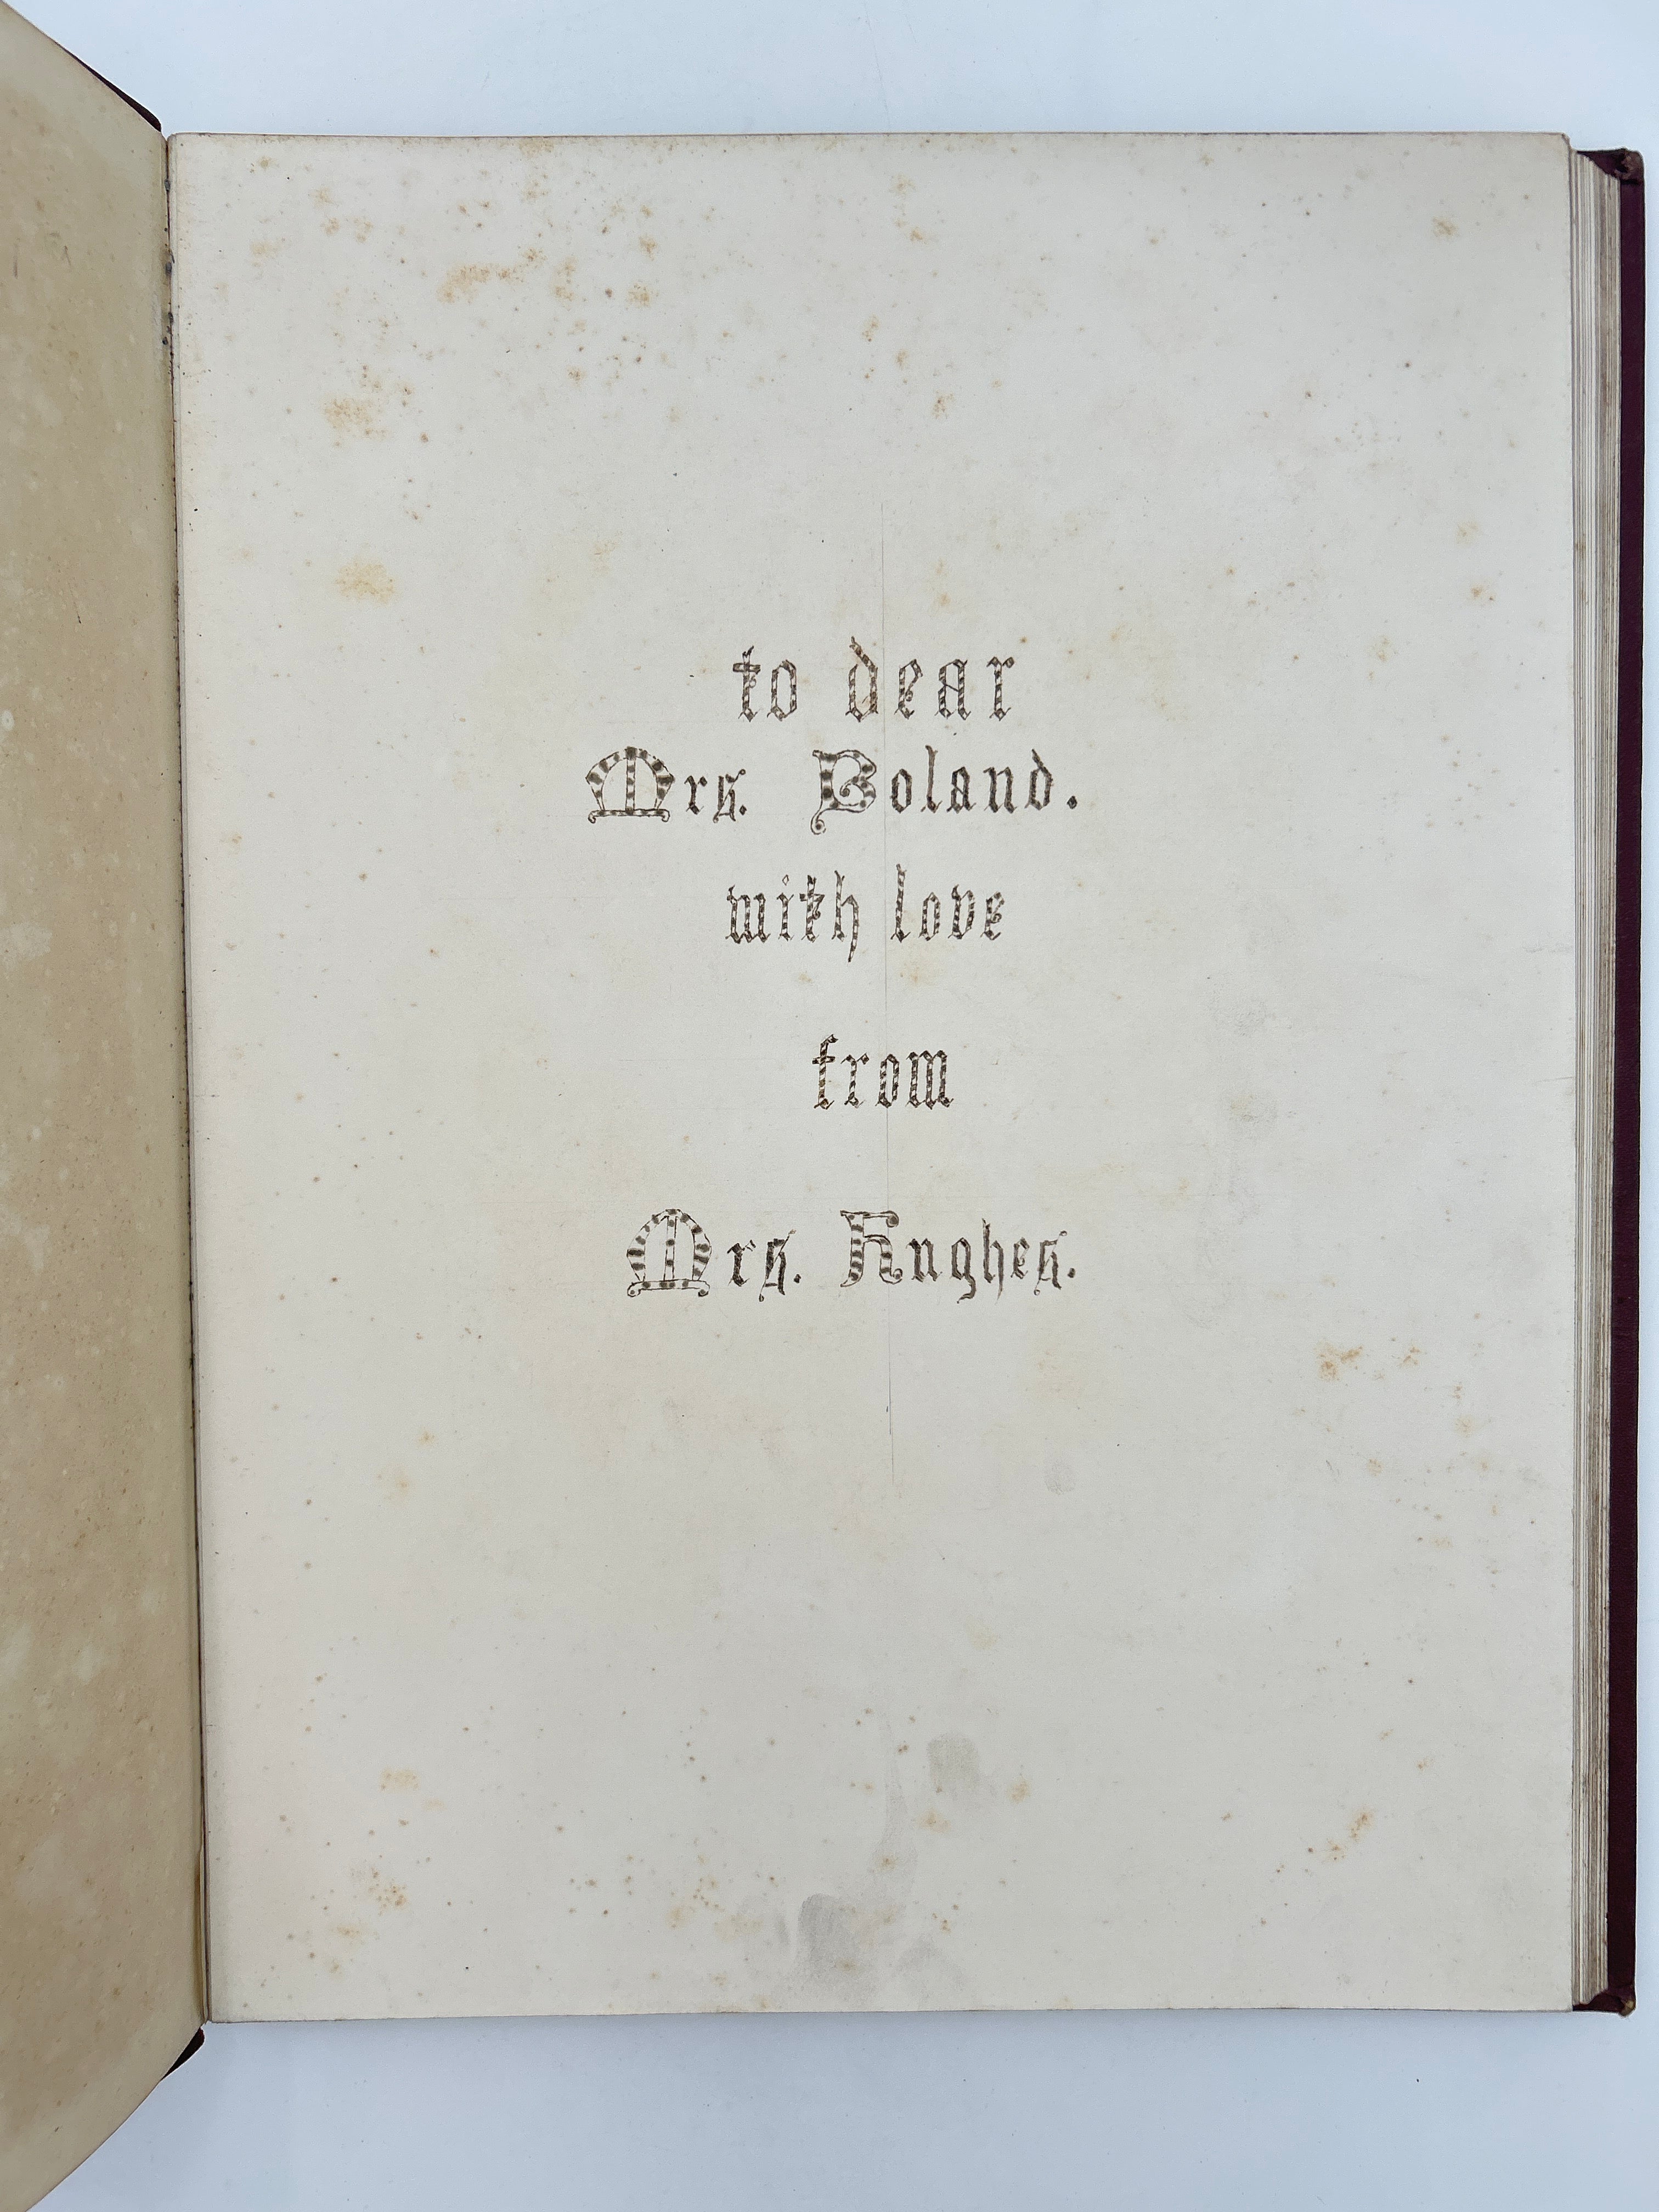 to dear
Mrs. Boland.
with love
from
Mrs. Hughes.